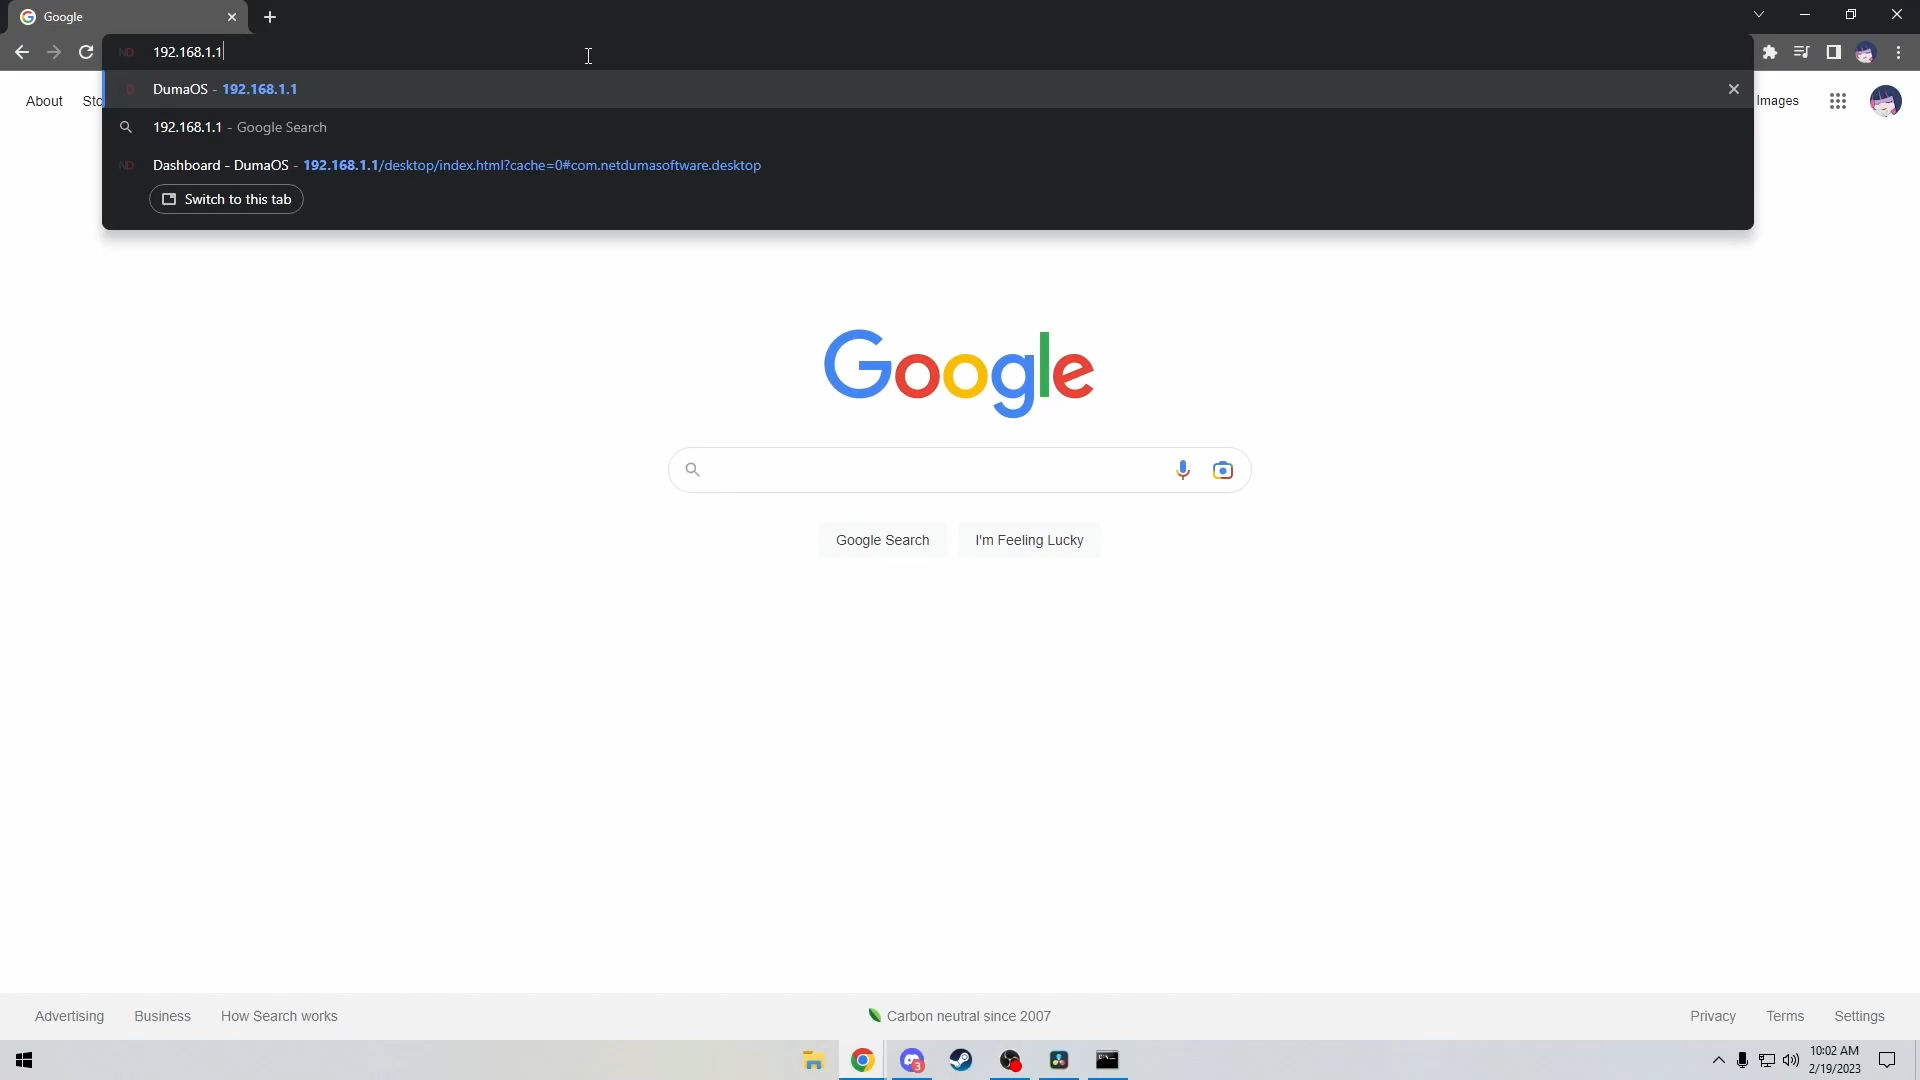 Google
192.168.1.1
DumaOS - 192.168.1.1
192.168.1.1 - Google Search
Dashboard - DumaOS - 192.168.1.1/desktop/index.html?cache=0#com.netdumasoftware.desktop
Switch to this tab
About Sto
Images
Google
Google Search I'm Feeling Lucky
Advertising Business How Search works
Carbon neutral since 2007
Privacy Terms Settings
3
10:02 AM
2/19/2023